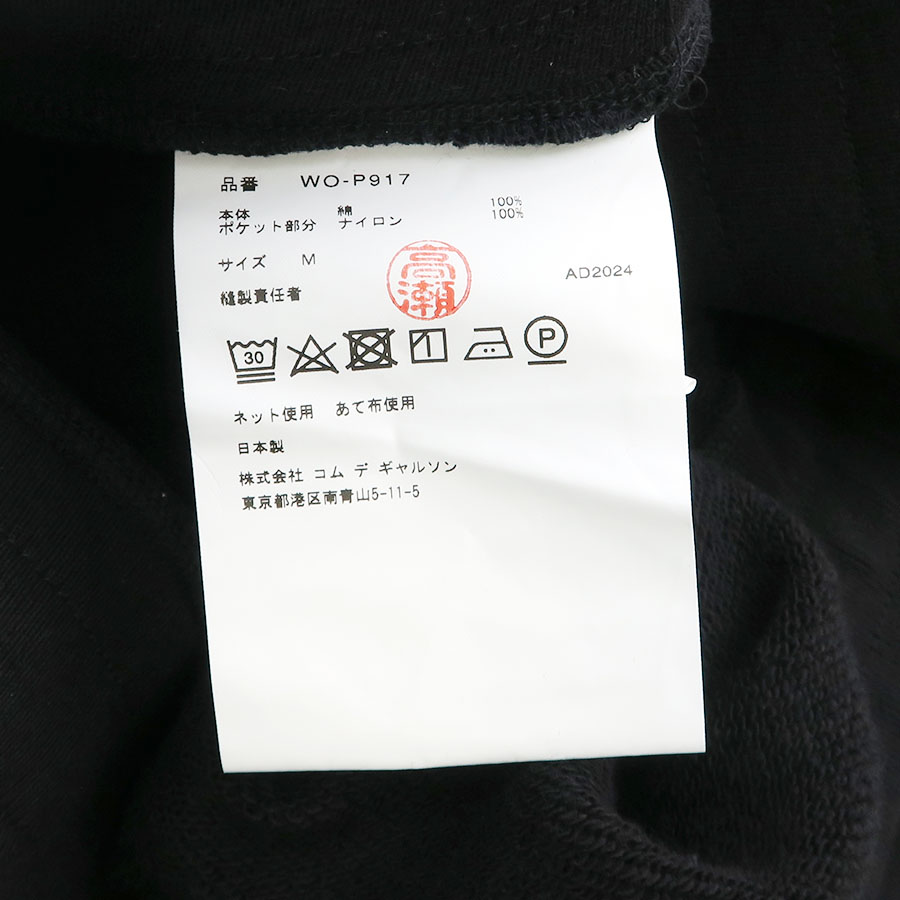 品番 WO-P917
本体 綿 100%
ポケット部分 ナイロン 100%
サイズ M
高瀬
AD2024
縫製責任者
30 P
ネット使用 あて布使用
日本製
株式会社 コム デ ギャルソン
東京都港区南青山5-11-5